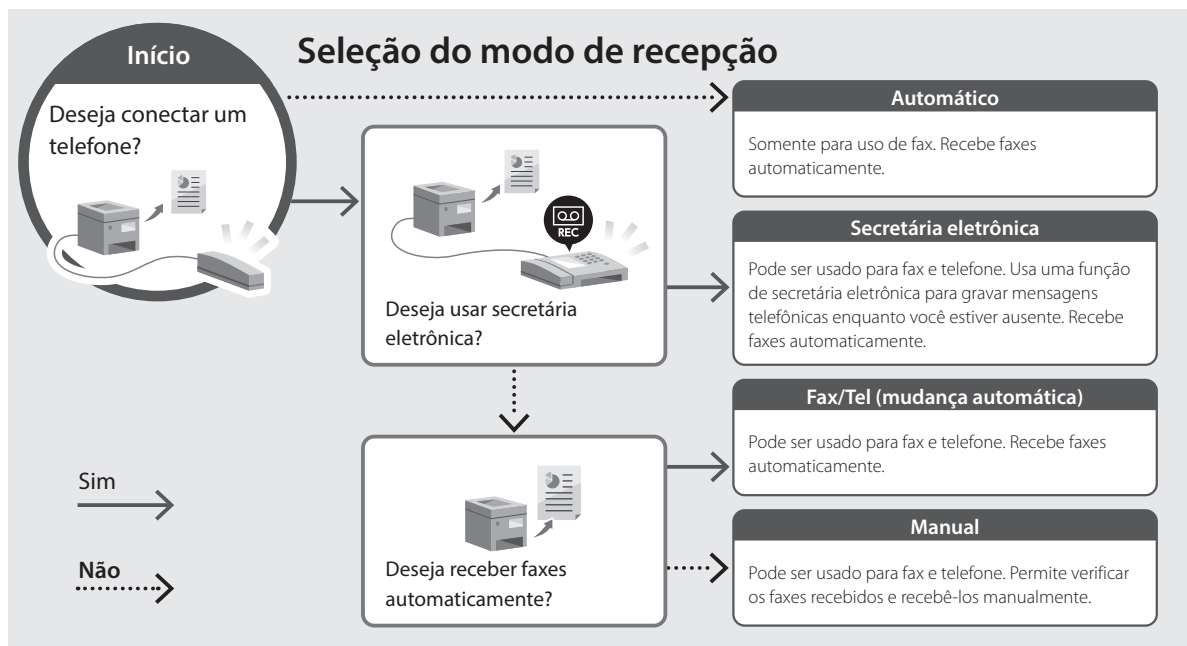 Início
Seleção do modo de recepção
Deseja conectar um
telefone?
REC
Deseja usar secretária
eletrônica?
Deseja receber faxes
automaticamente?
Automático
Somente para uso de fax. Recebe faxes
automaticamente.
Secretária eletrônica
Pode ser usado para fax e telefone. Usa uma função
de secretária eletrônica para gravar mensagens
telefônicas enquanto você estiver ausente. Recebe
faxes automaticamente.
Fax/Tel (mudança automática)
Pode ser usado para fax e telefone. Recebe faxes
automaticamente.
Manual
Pode ser usado para fax e telefone. Permite verificar
os faxes recebidos e recebê-los manualmente.
Sim
Não